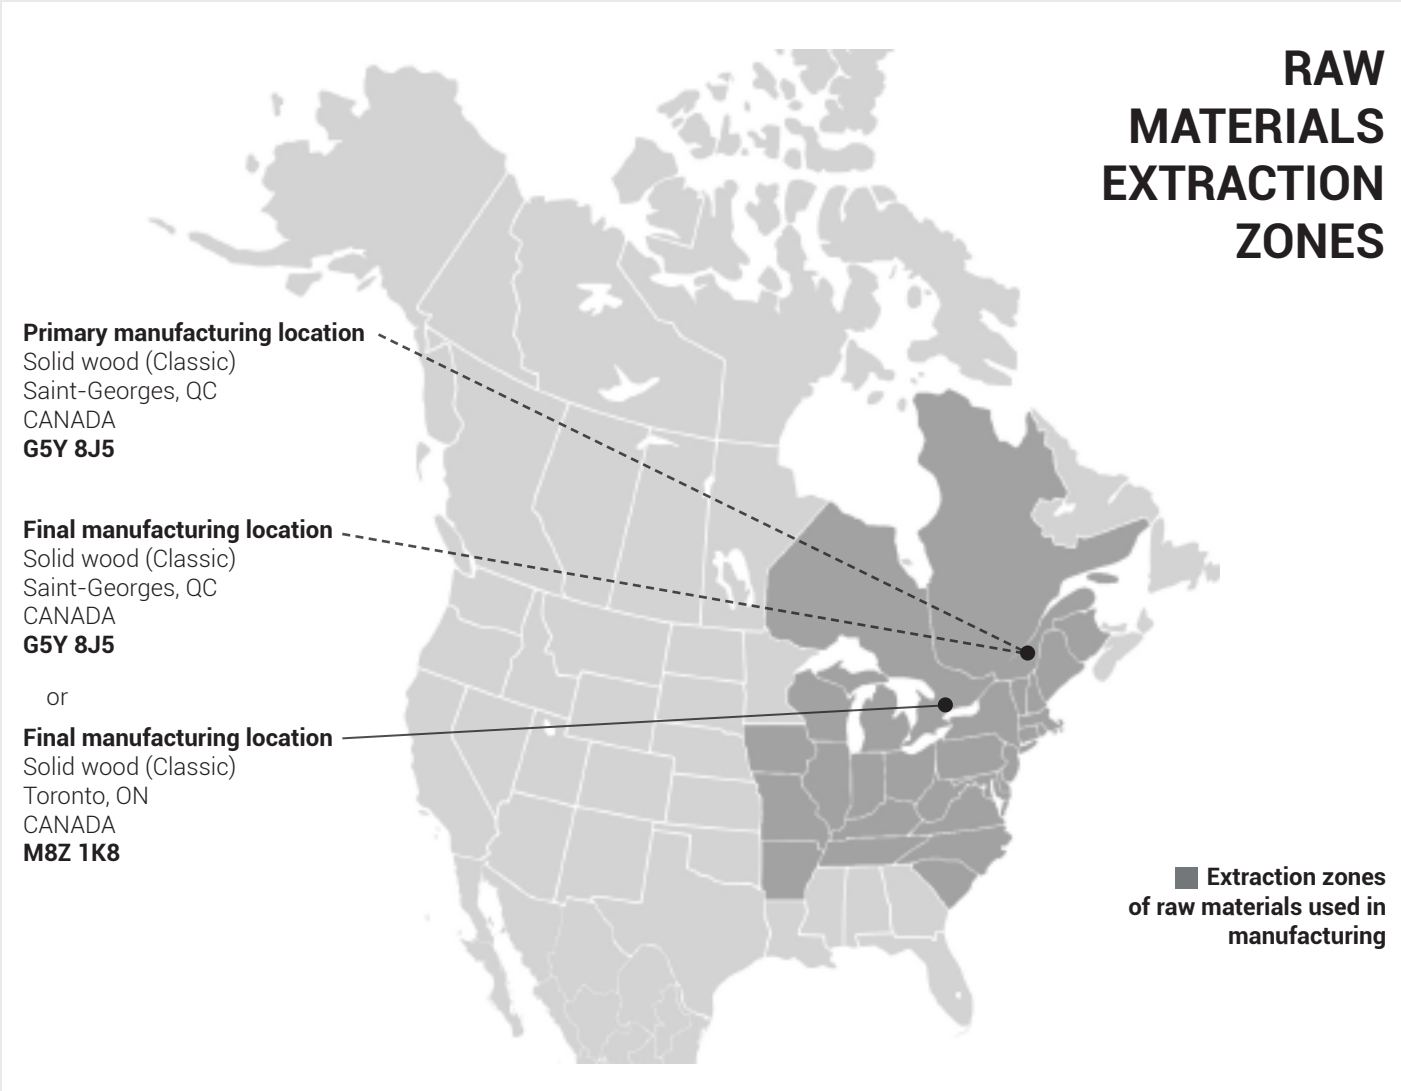 RAW
MATERIALS
EXTRACTION
ZONES
Primary manufacturing location
Solid wood (Classic)
Saint-Georges, QC
CANADA
G5Y 8J5
Final manufacturing location
Solid wood (Classic)
Saint-Georges, QC
CANADA
G5Y 8J5
or
Final manufacturing location
Solid wood (Classic)
Toronto, ON
CANADA
M8Z 1K8
Extraction zones
of raw materials used in
manufacturing